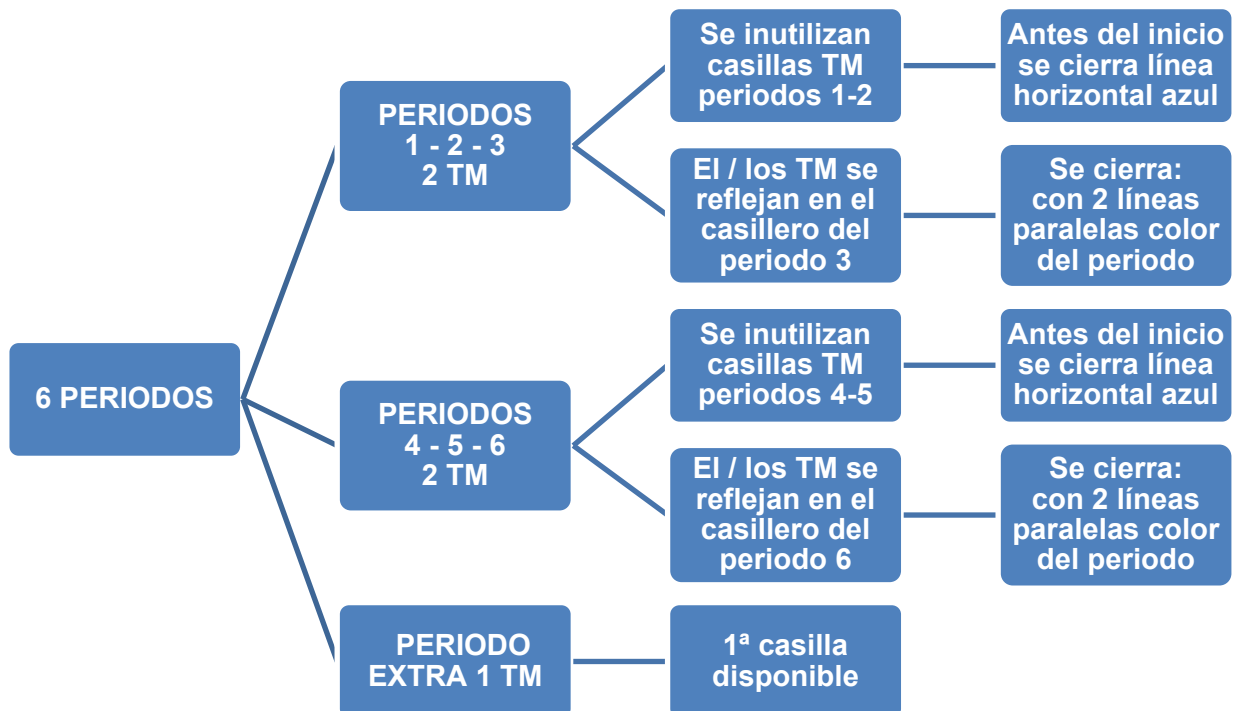 6 PERIODOS
PERIODOS
1 - 2 - 3
2 TM
Se inutilizan
casillas TM
periodos 1-2
Antes del inicio
se cierra línea
horizontal azul
El / los TM se
reflejan en el
casillero del
periodo 3
Se cierra:
con 2 líneas
paralelas color
del periodo
PERIODOS
4 - 5 - 6
2 TM
Se inutilizan
casillas TM
periodos 4-5
Antes del inicio
se cierra línea
horizontal azul
El / los TM se
reflejan en el
casillero del
periodo 6
Se cierra:
con 2 líneas
paralelas color
del periodo
PERIODO
EXTRA 1 TM
1ª casilla
disponible